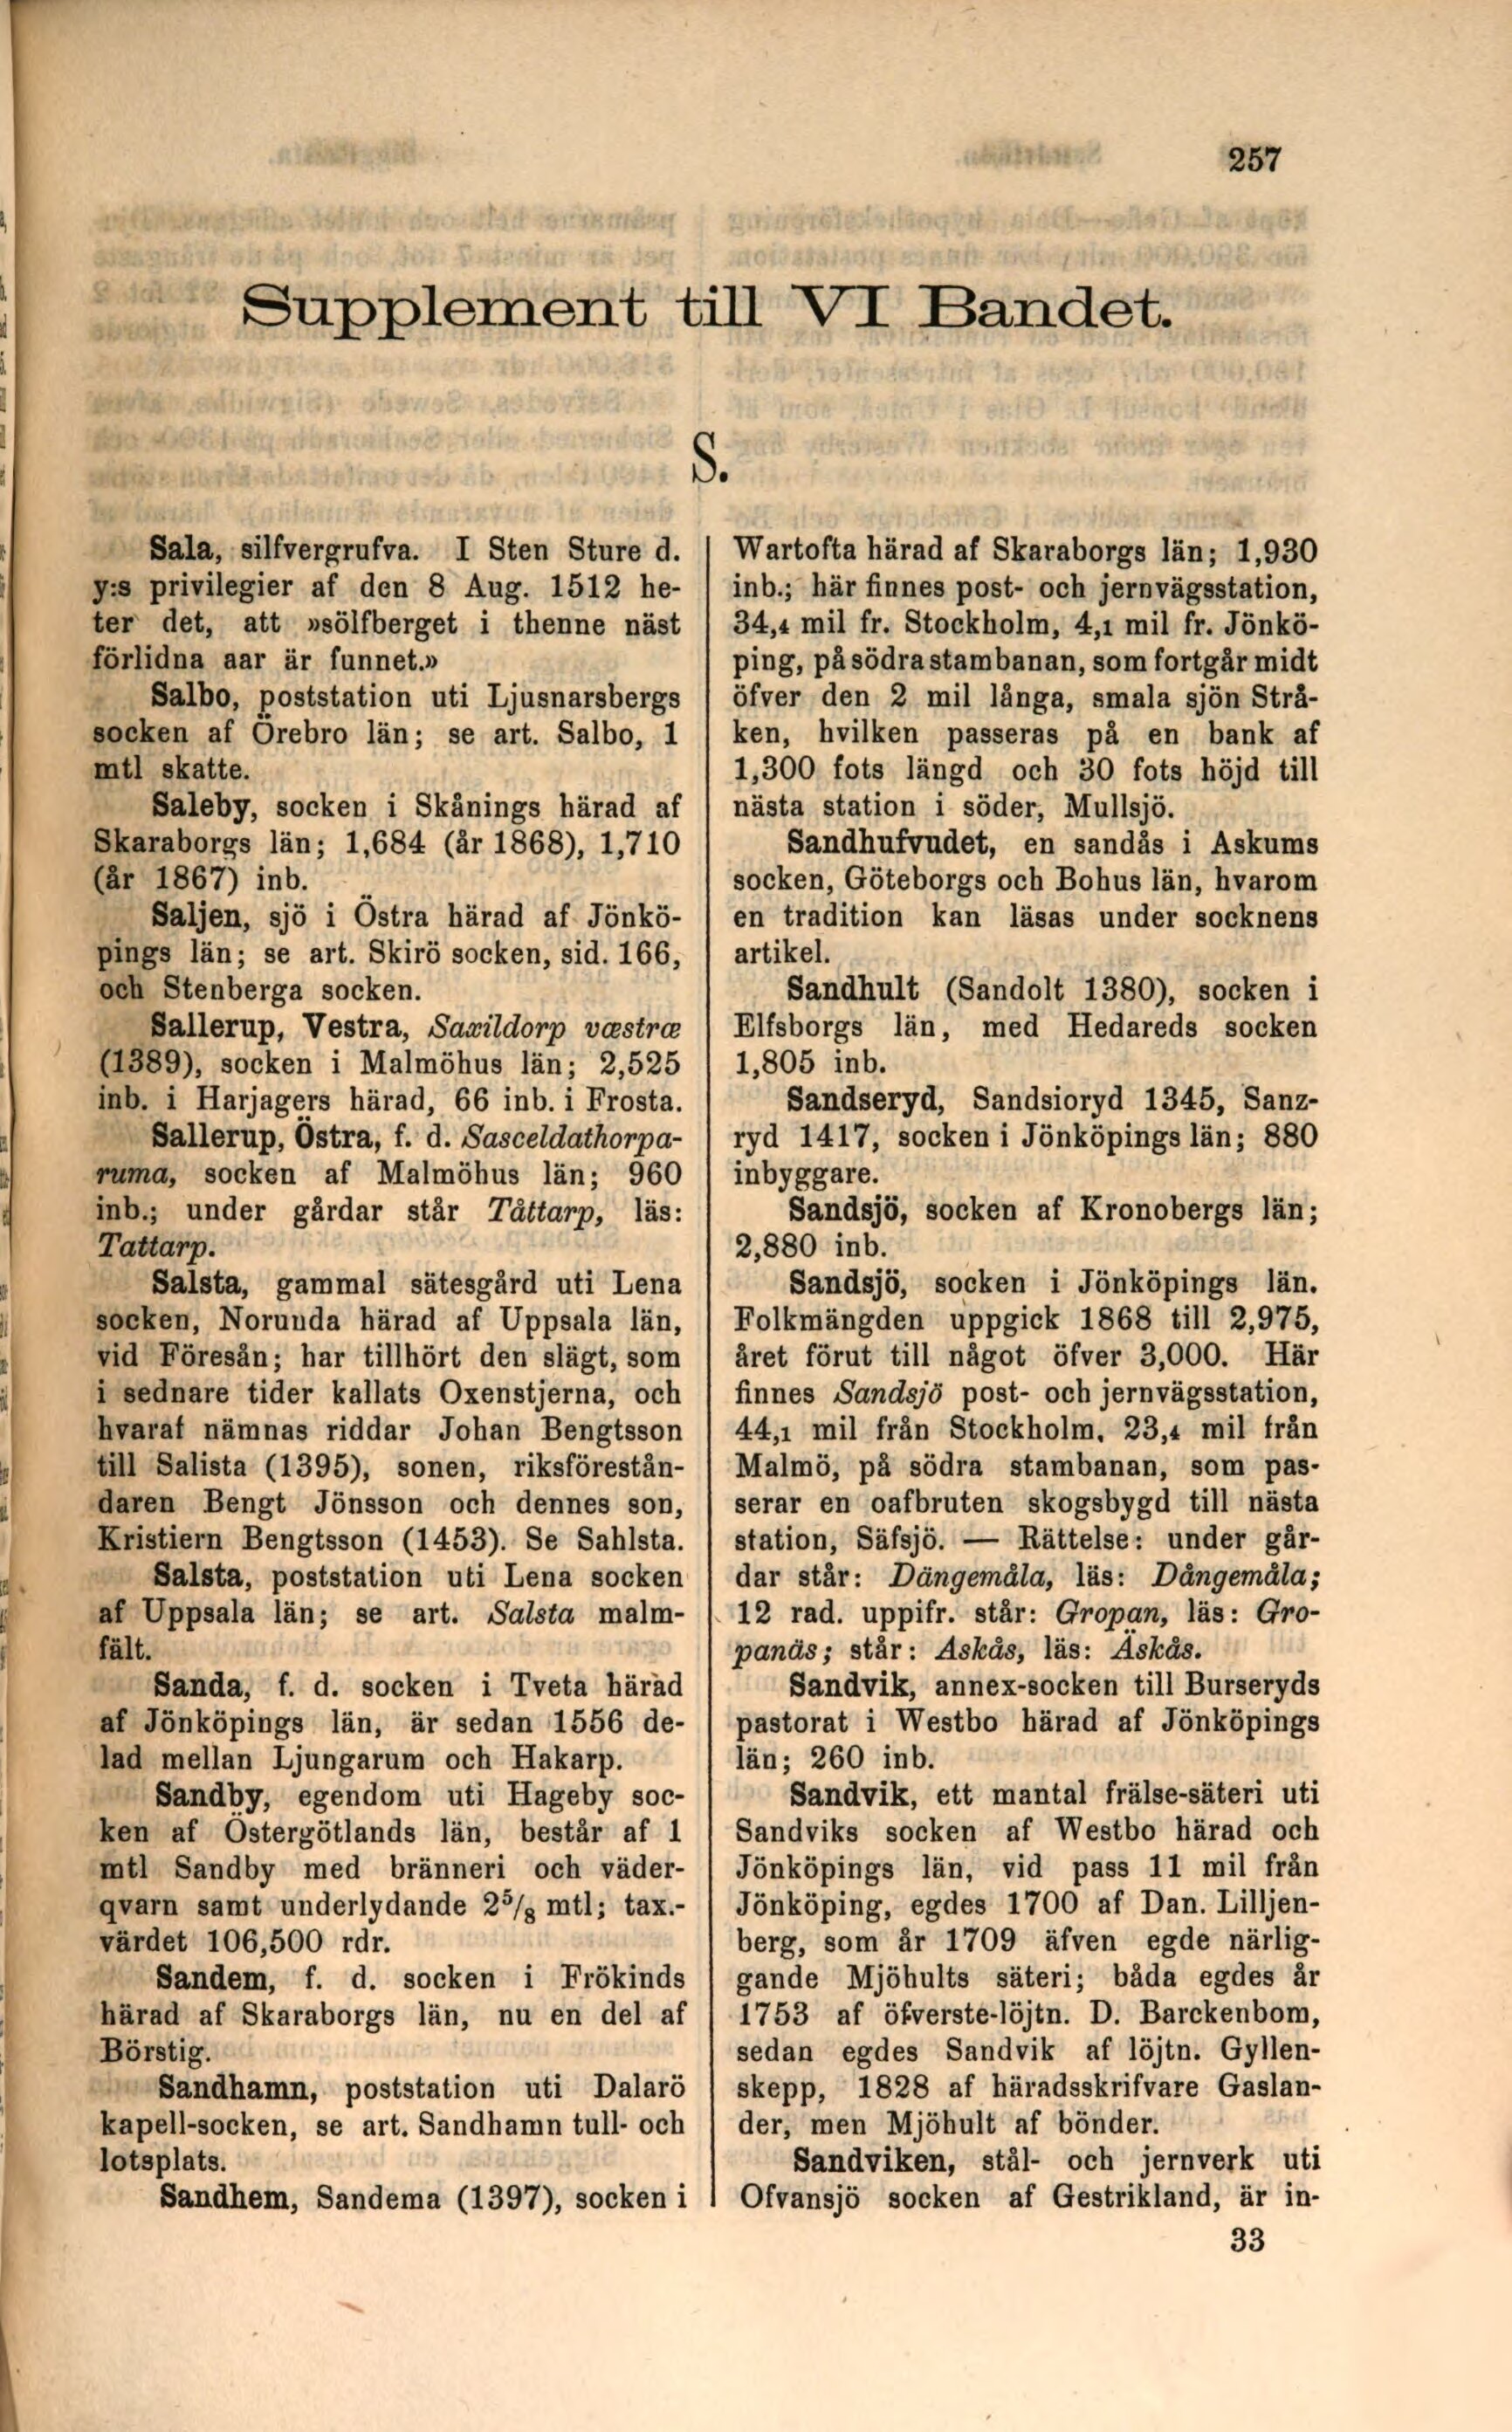 257
Supplement till VI Bandet.
S.
Sala, silfvergrufva. I Sten Sture d.
y:s privilegier af den 8 Aug. 1512 he-
ter det, att »sölfberget i thenne näst
förlidna aar är funnet.»
Salbo, poststation uti Ljusnarsbergs
socken af Örebro län; se art. Salbo, 1
mtl skatte.
Saleby, socken i Skånings härad af
Skaraborgs län; 1,684 (år 1868), 1,710
(år 1867) inb.
Saljen, sjö i Östra härad af Jönkö-
pings län; se art. Skirö socken, sid. 166,
och Stenberga socken.
Sallerup, Vestra, Saxildorp væstræ
(1389), socken i Malmöhus län; 2,525
inb. i Harjagers härad, 66 inb. i Frosta.
Sallerup, Östra, f. d. Sasceldathorpa-
ruma, socken af Malmöhus län; 960
inb.; under gårdar står Tåttarp, läs:
Tattarp.
Salsta, gammal sätesgård uti Lena
socken, Norunda härad af Uppsala län,
vid Föresån; har tillhört den slägt, som
i sednare tider kallats Oxenstjerna, och
hvaraf nämnas riddar Johan Bengtsson
till Salista (1395), sonen, riksförestån-
daren Bengt Jönsson och dennes son,
Kristiern Bengtsson (1453). Se Sahlsta.
Salsta, poststation uti Lena socken
af Uppsala län; se art. Salsta malm-
fält.
Sanda, f. d. socken i Tveta härad
af Jönköpings län, är sedan 1556 de-
lad mellan Ljungarum och Hakarp.
Sandby, egendom uti Hageby soc-
ken af Östergötlands län, består af 1
mtl Sandby med bränneri och väder-
qvarn samt underlydande 2⁵/₈ mtl; tax.-
värdet 106,500 rdr.
Sandem, f. d. socken i Frökinds
härad af Skaraborgs län, nu en del af
Börstig.
Sandhamn, poststation uti Dalarö
kapell-socken, se art. Sandhamn tull- och
lotsplats.
Sandhem, Sandema (1397), socken i
Wartofta härad af Skaraborgs län; 1,930
inb.; här finnes post- och jernvägsstation,
34,4 mil fr. Stockholm, 4,1 mil fr. Jönkö-
ping, på södra stambanan, som fortgår midt
öfver den 2 mil långa, smala sjön Strå-
ken, hvilken passeras på en bank af
1,300 fots längd och 30 fots höjd till
nästa station i söder, Mullsjö.
Sandhufvudet, en sandås i Askums
socken, Göteborgs och Bohus län, hvarom
en tradition kan läsas under socknens
artikel.
Sandhult (Sandolt 1380), socken i
Elfsborgs län, med Hedareds socken
1,805 inb.
Sandseryd, Sandsioryd 1345, Sanz-
ryd 1417, socken i Jönköpings län; 880
inbyggare.
Sandsjö, socken af Kronobergs län;
2,880 inb.
Sandsjö, socken i Jönköpings län.
Folkmängden uppgick 1868 till 2,975,
året förut till något öfver 3,000. Här
finnes Sandsjö post- och jernvägsstation,
44,1 mil från Stockholm, 23,4 mil från
Malmö, på södra stambanan, som pas-
serar en oafbruten skogsbygd till nästa
station, Säfsjö. — Rättelse: under går-
dar står: Dängemåla, läs: Dångemåla;
12 rad. uppifr. står: Gropan, läs: Gro-
panäs; står: Askås, läs: Äskås.
Sandvik, annex-socken till Burseryds
pastorat i Westbo härad af Jönköpings
län; 260 inb.
Sandvik, ett mantal frälse-säteri uti
Sandviks socken af Westbo härad och
Jönköpings län, vid pass 11 mil från
Jönköping, egdes 1700 af Dan. Lilljen-
berg, som år 1709 äfven egde närlig-
gande Mjöhults säteri; båda egdes år
1753 af öfverste-löjtn. D. Barckenbom,
sedan egdes Sandvik af löjtn. Gyllen-
skepp, 1828 af häradsskrifvare Gaslan-
der, men Mjöhult af bönder.
Sandviken, stål- och jernverk uti
Ofvansjö socken af Gestrikland, är in-
33